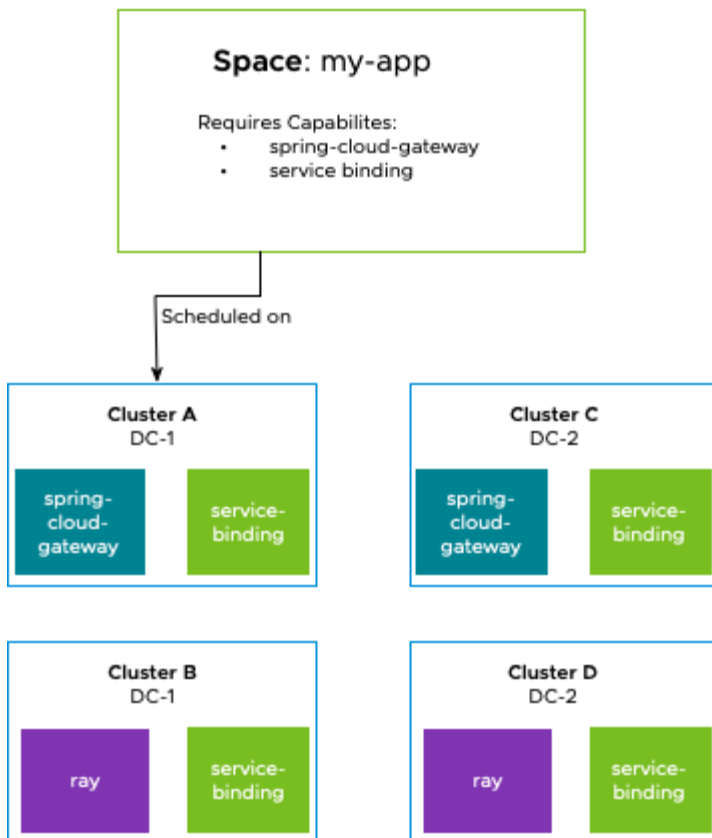 Space: my-app
Requires Capabilites:
• spring-cloud-gateway
• service binding
Scheduled on
Cluster A
DC-1
spring-
cloud-
gateway
service-
binding
Cluster C
DC-2
spring-
cloud-
gateway
service-
binding
Cluster B
DC-1
ray
service-
binding
Cluster D
DC-2
ray
service-
binding